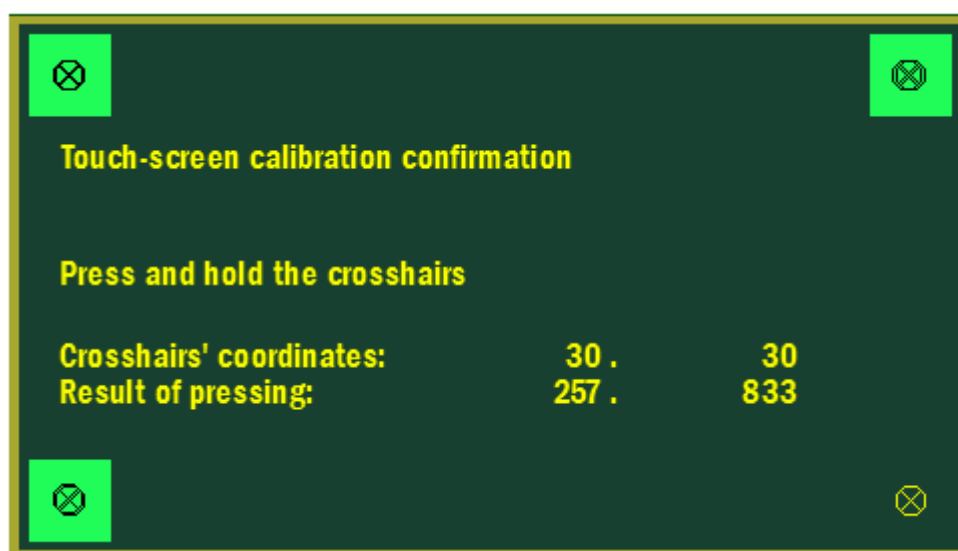 Touch-screen calibration confirmation
Press and hold the crosshairs
Crosshairs' coordinates: 30 . 30
Result of pressing: 257 . 833